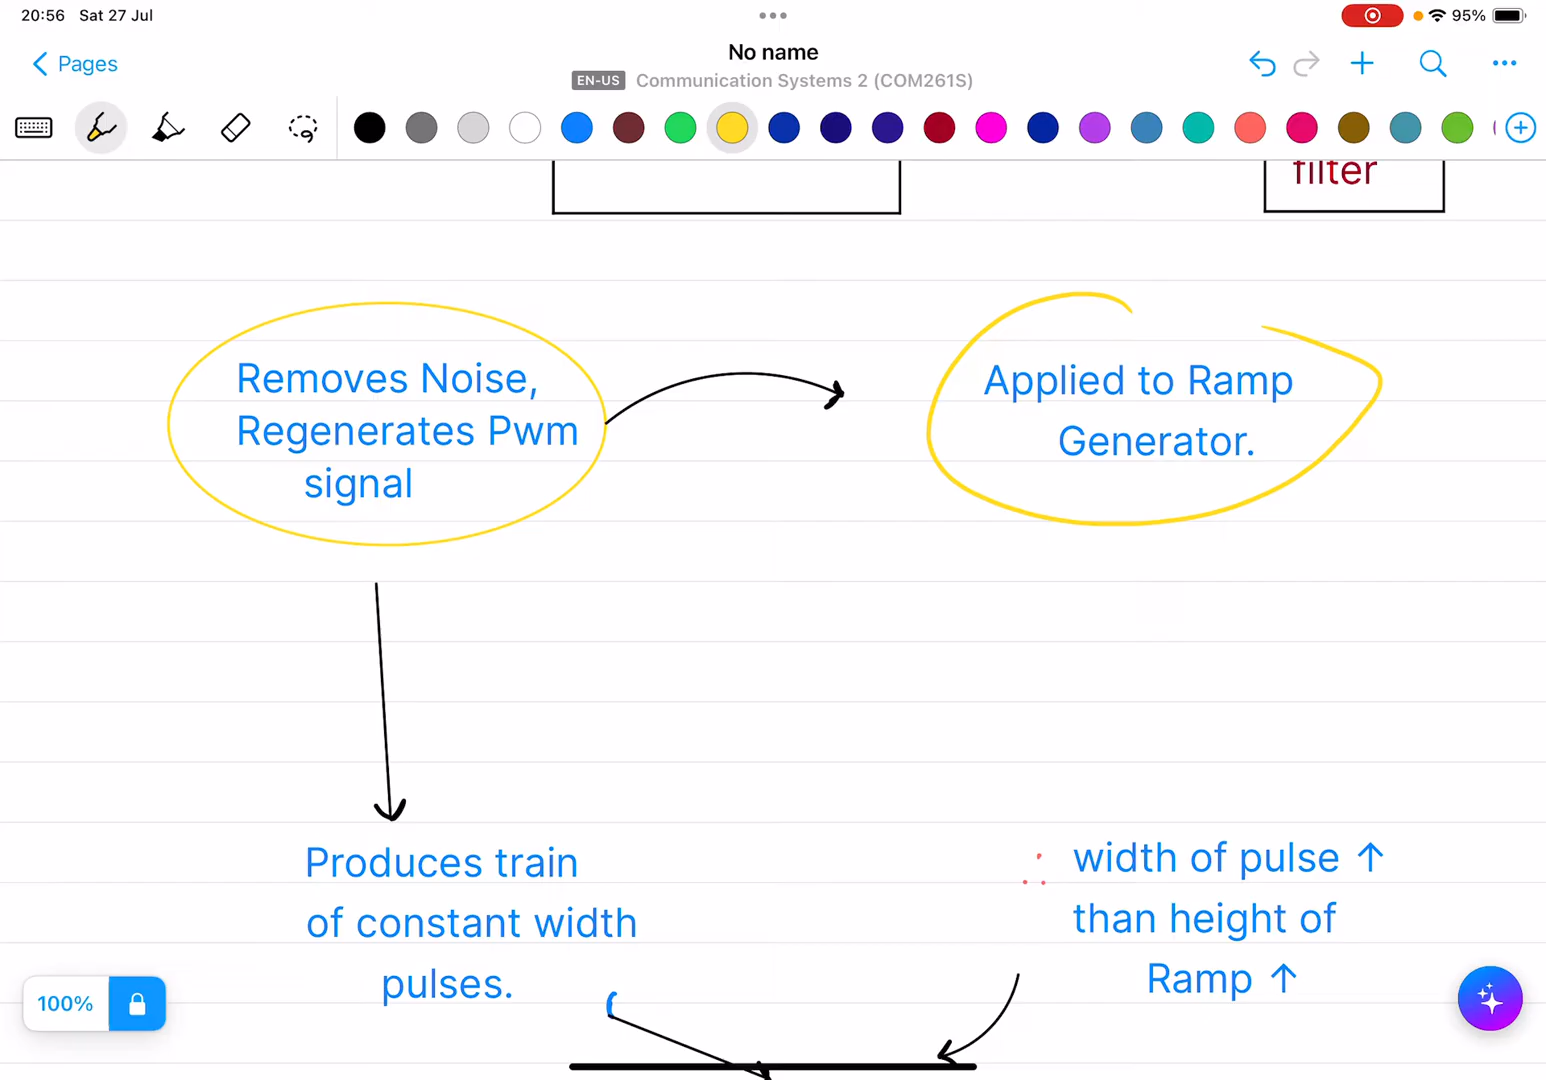 20:56 Sat 27 Jul
95%
Pages
No name
EN-US Communication Systems 2 (COM261S)
filter
Removes Noise,
Regenerates Pwm
signal
Applied to Ramp
Generator.
Produces train
of constant width
pulses.
∴ width of pulse ↑
than height of
Ramp ↑
100%